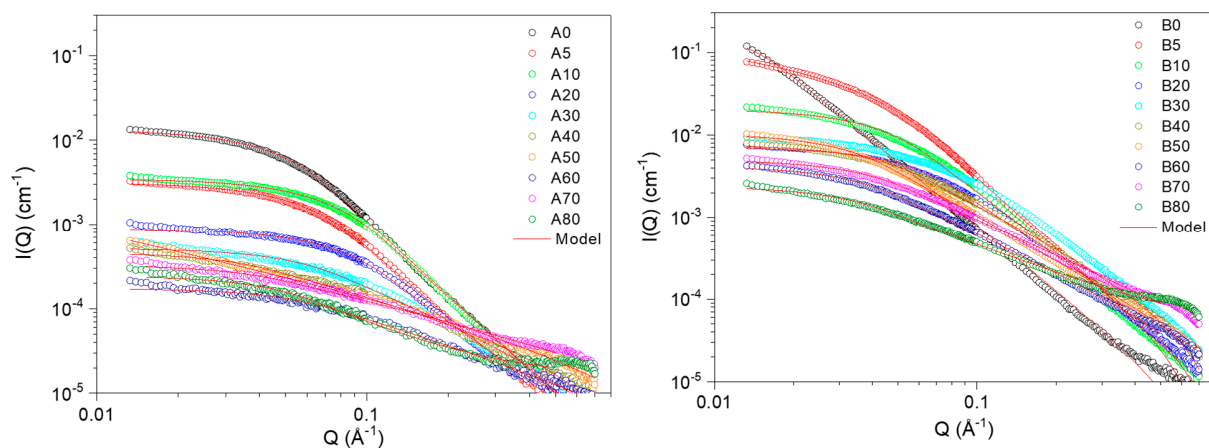 I(Q) (cm⁻¹)
10⁻¹
10⁻²
10⁻³
10⁻⁴
10⁻⁵
0.01
0.1
Q (Å⁻¹)
A0
A5
A10
A20
A30
A40
A50
A60
A70
A80
Model
I(Q) (cm⁻¹)
10⁻¹
10⁻²
10⁻³
10⁻⁴
10⁻⁵
0.01
0.1
Q (Å⁻¹)
B0
B5
B10
B20
B30
B40
B50
B60
B70
B80
Model